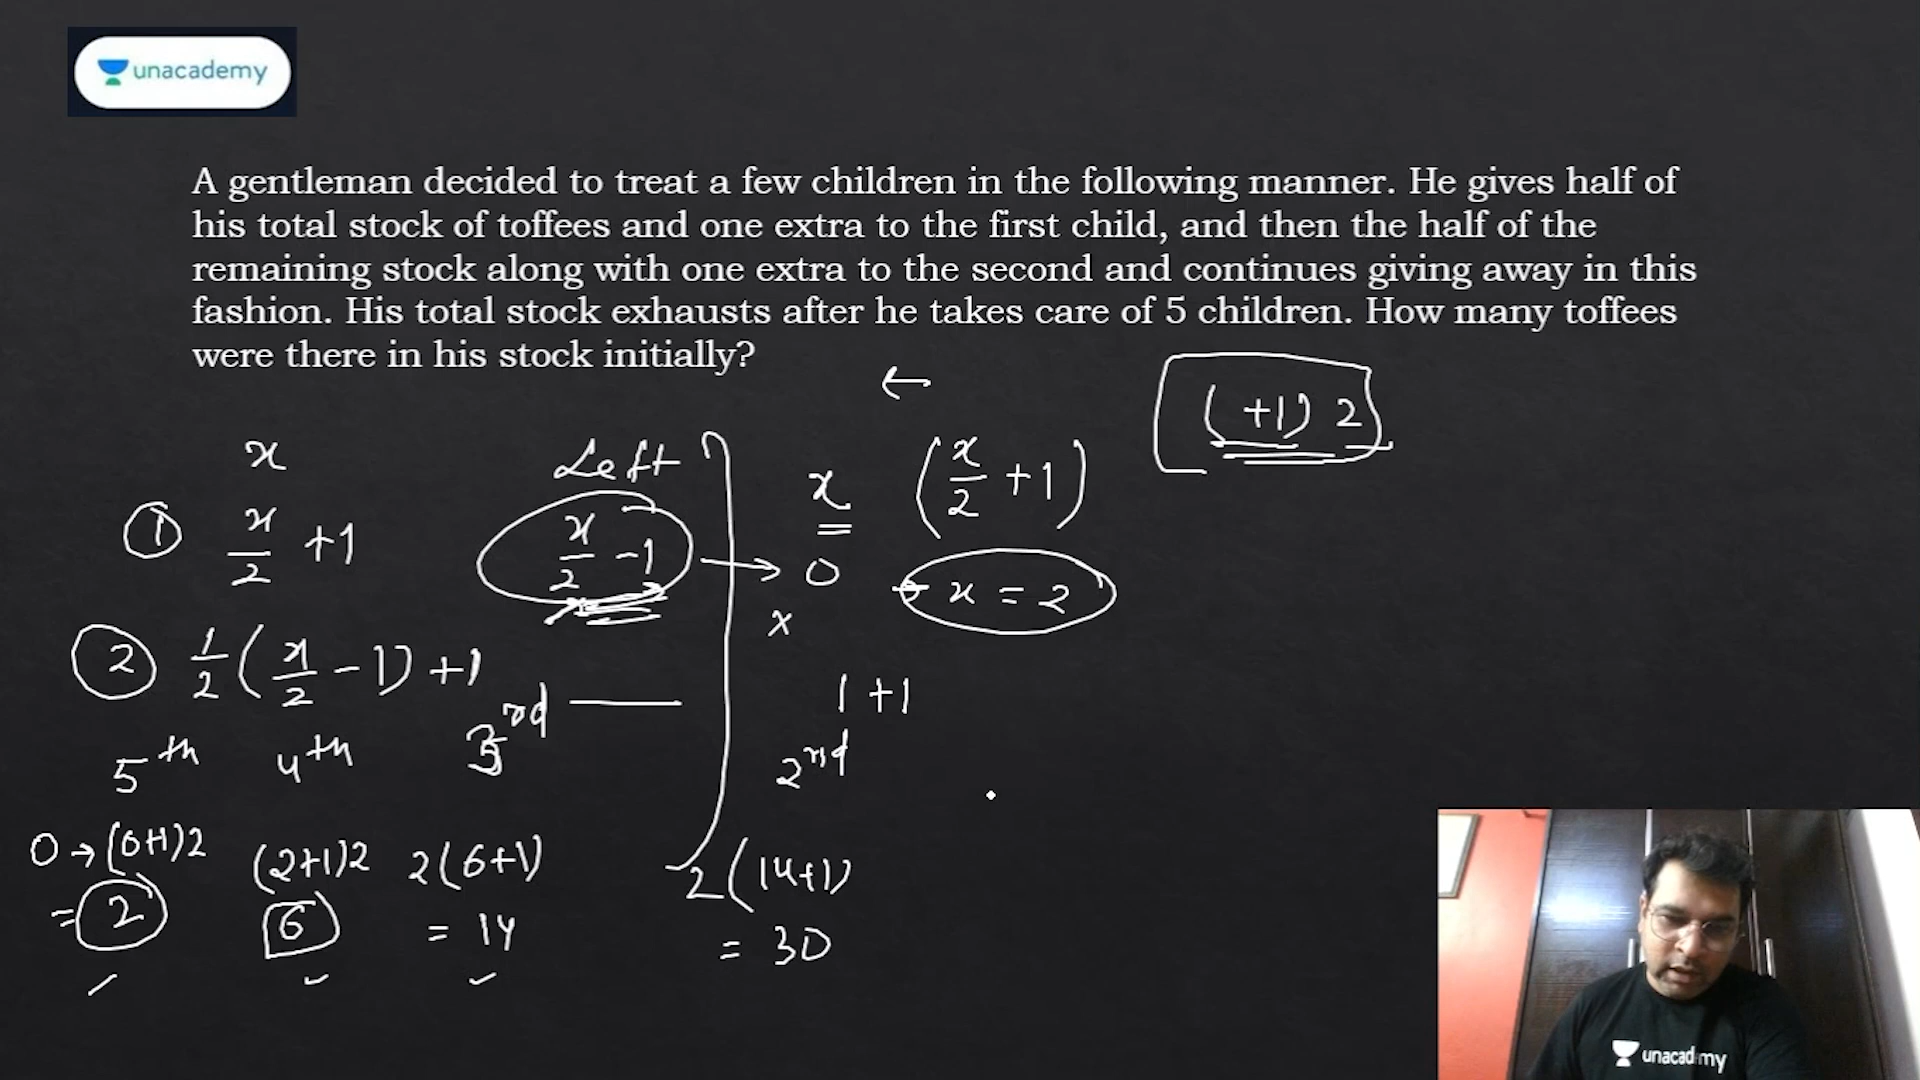 unacademy
A gentleman decided to treat a few children in the following manner. He gives half of
his total stock of toffees and one extra to the first child, and then the half of the
remaining stock along with one extra to the second and continues giving away in this
fashion. His total stock exhausts after he takes care of 5 children. How many toffees
were there in his stock initially?
←
(+1) 2
x
Left
x (x/2 + 1)
① x/2 + 1
x/2 - 1 → 0
→ x = 2
x
② 1/2 (x/2 - 1) + 1
1 + 1
5th 4th 3rd —— 2nd
0 → (0+1)2 (2+1)2 2(6+1) 2(14+1)
= 2 6 = 14 = 30
unacademy